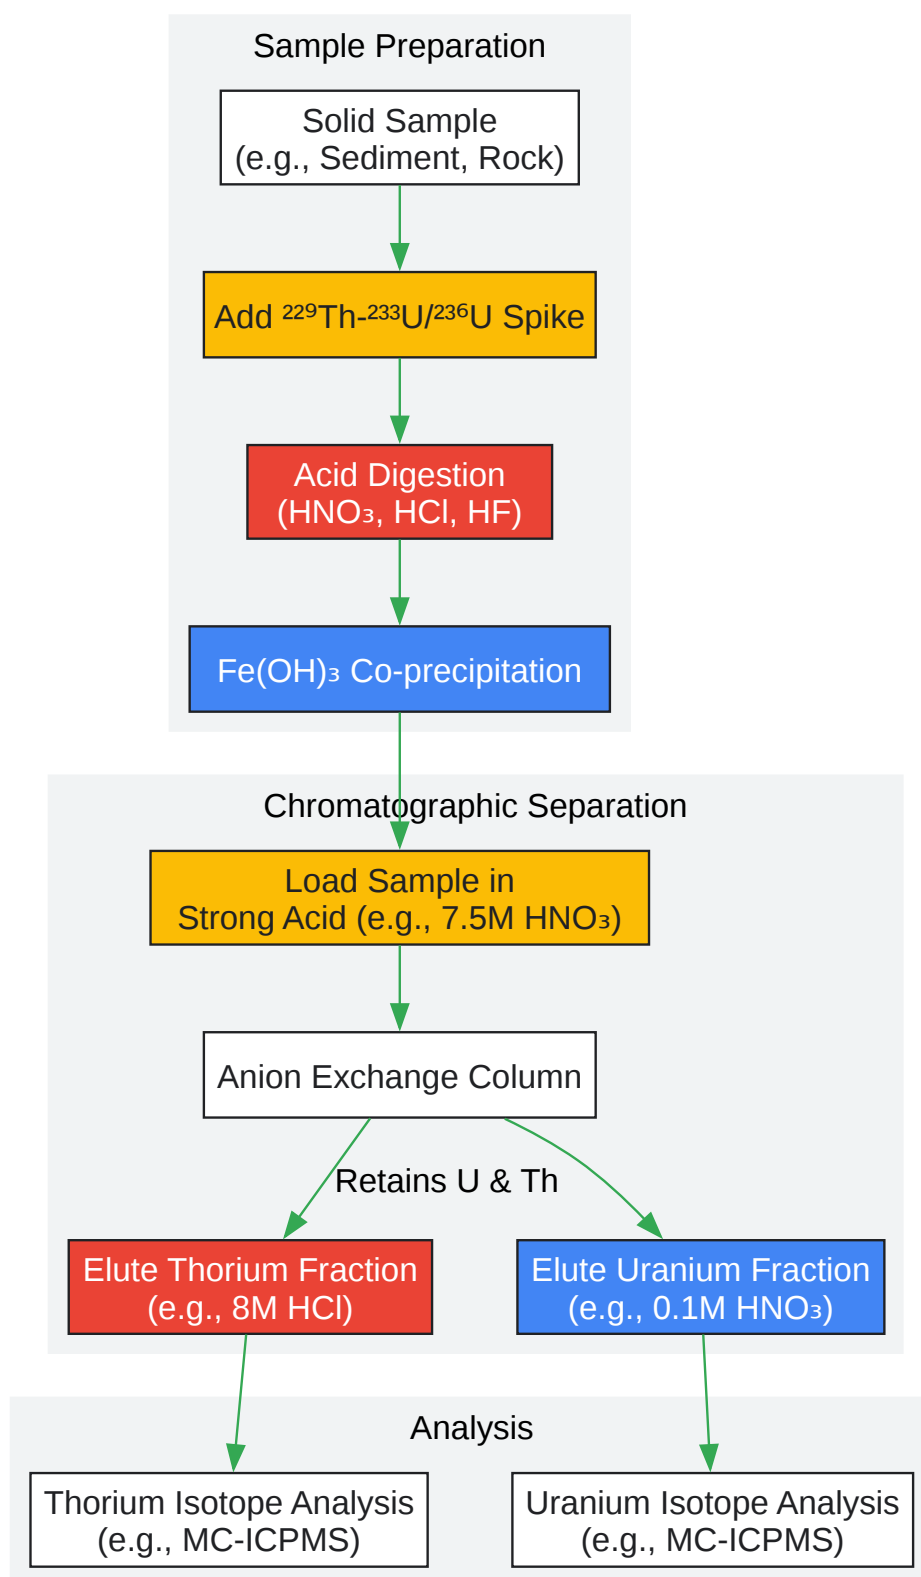 Sample Preparation
Solid Sample
(e.g., Sediment, Rock)
Add ²²⁹Th-²³³U/²³⁶U Spike
Acid Digestion
(HNO₃, HCl, HF)
Fe(OH)₃ Co-precipitation
Chromatographic Separation
Load Sample in
Strong Acid (e.g., 7.5M HNO₃)
Anion Exchange Column
Retains U & Th
Elute Thorium Fraction
(e.g., 8M HCl)
Elute Uranium Fraction
(e.g., 0.1M HNO₃)
Analysis
Thorium Isotope Analysis
(e.g., MC-ICPMS)
Uranium Isotope Analysis
(e.g., MC-ICPMS)